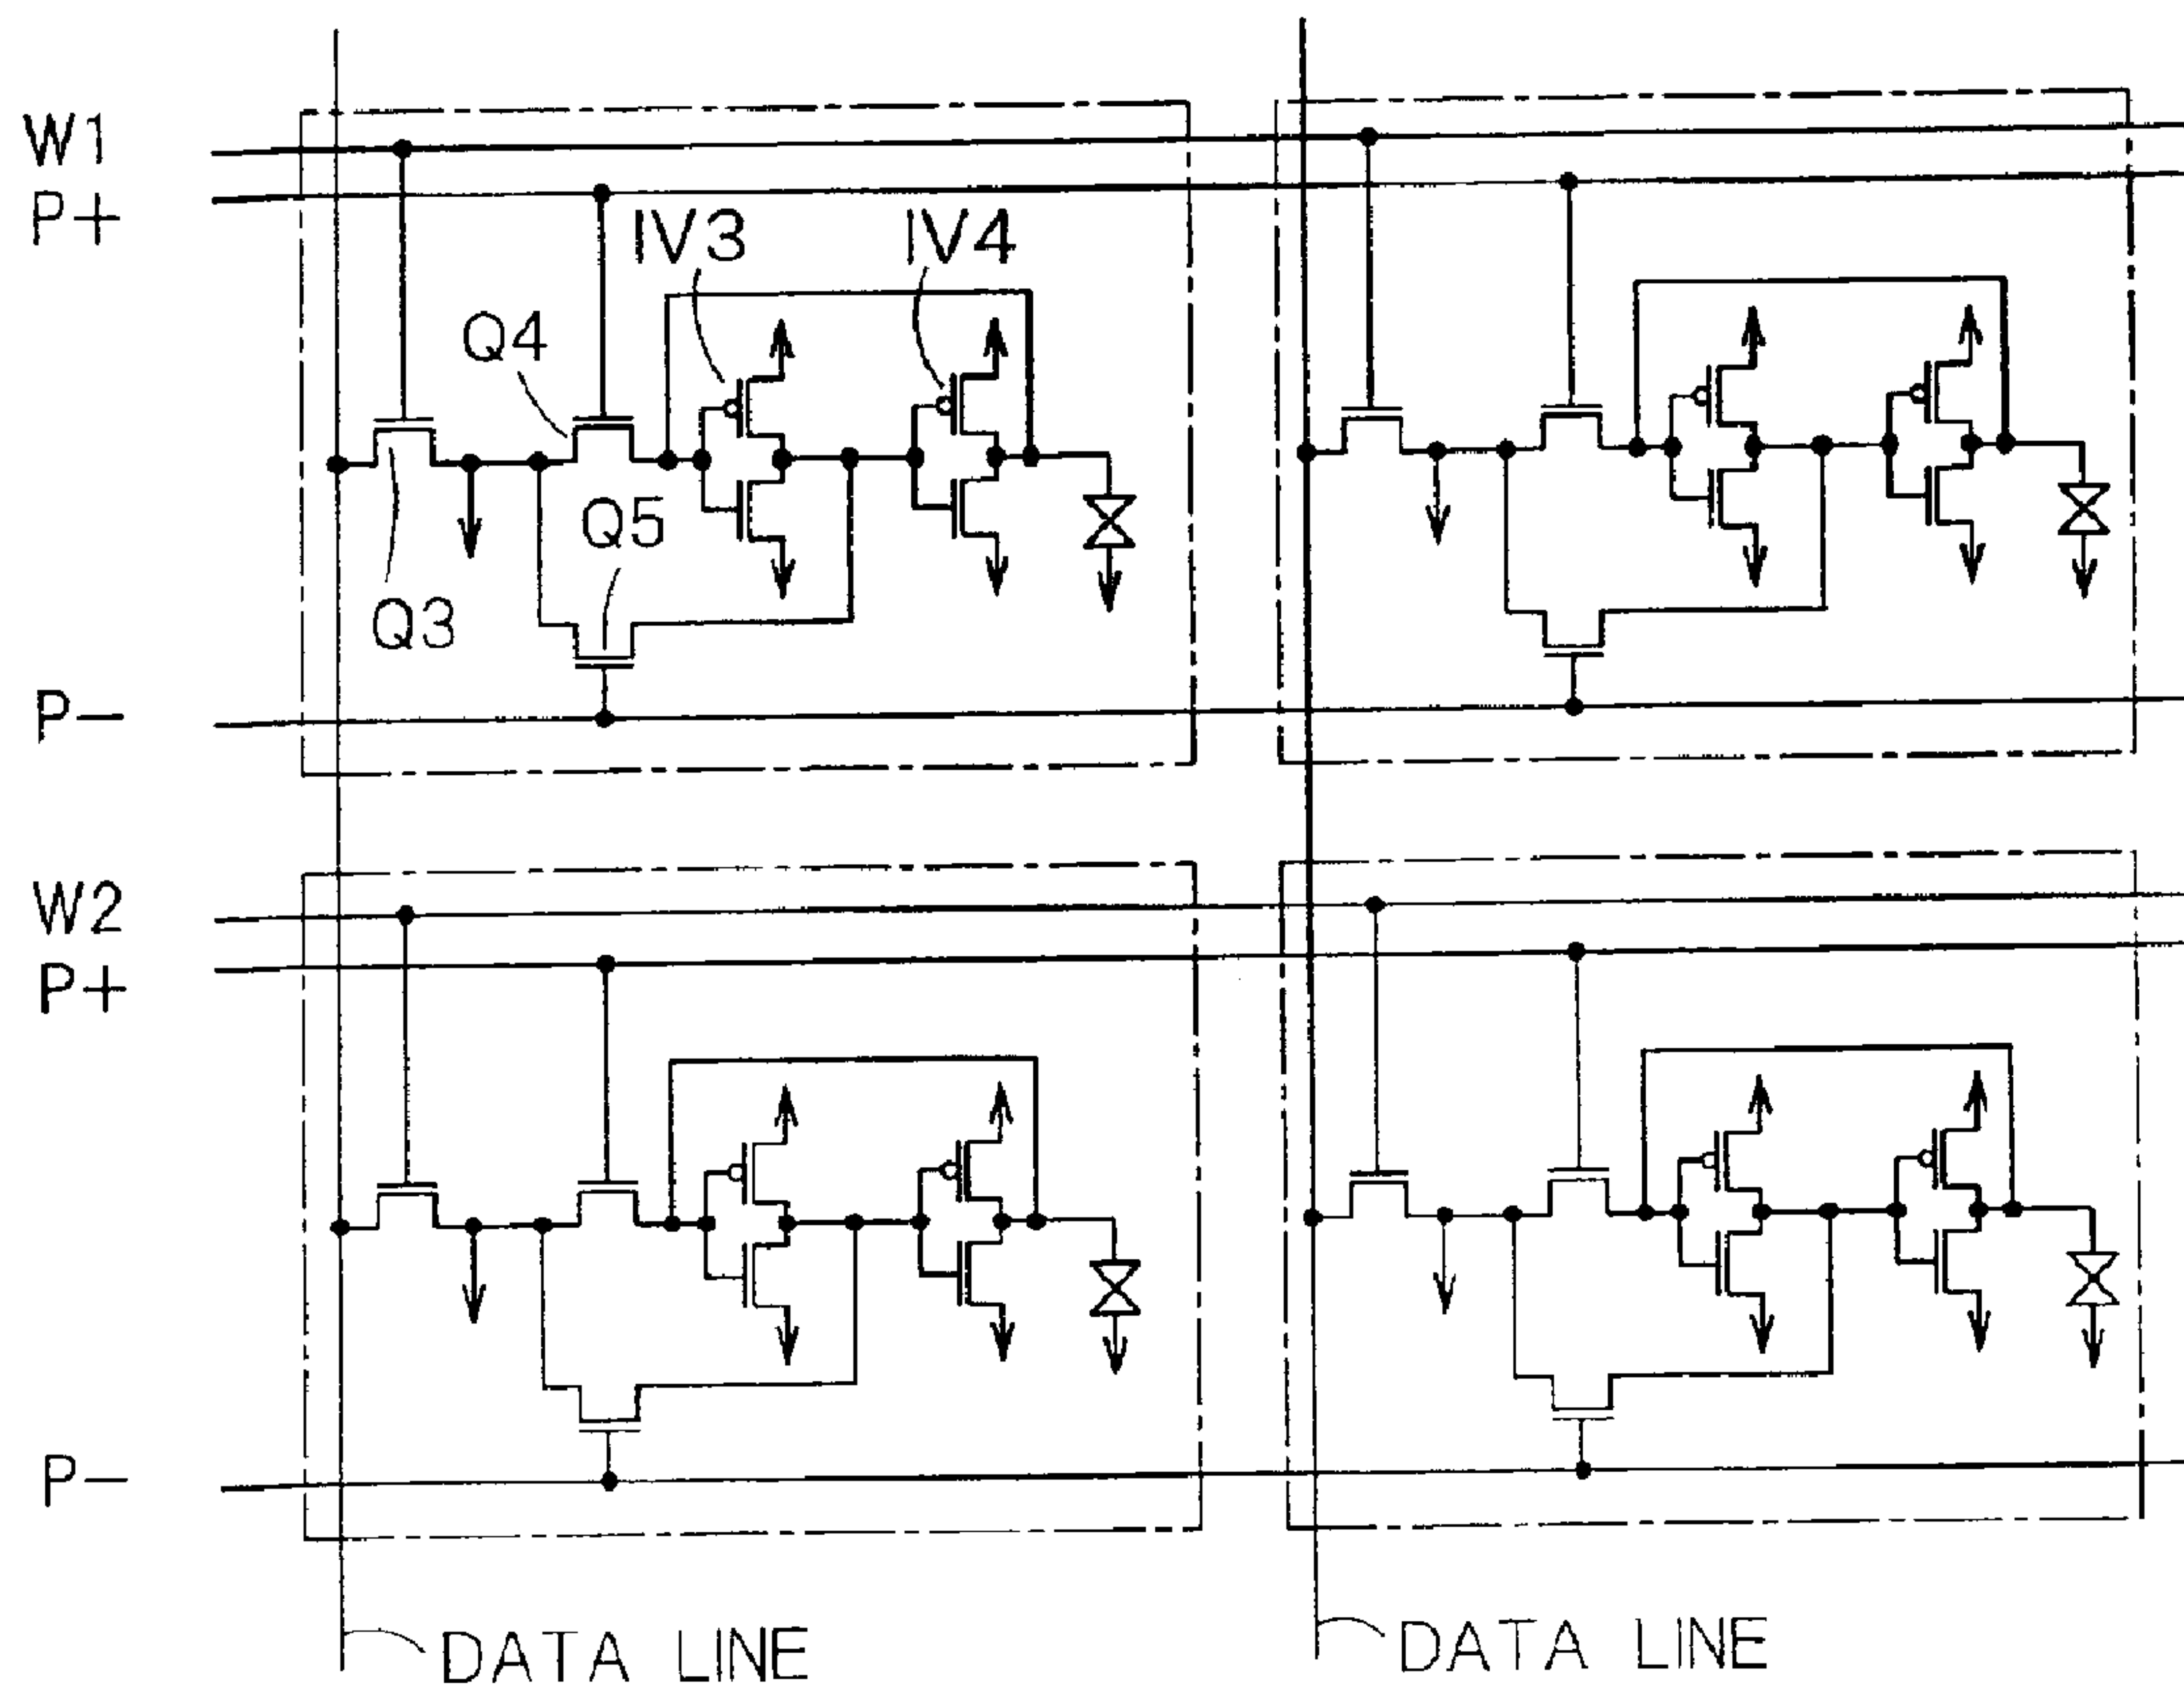 W1
P+
IV3
IV4
Q4
Q5
Q3
P−
W2
P+
P−
DATA LINE
DATA LINE